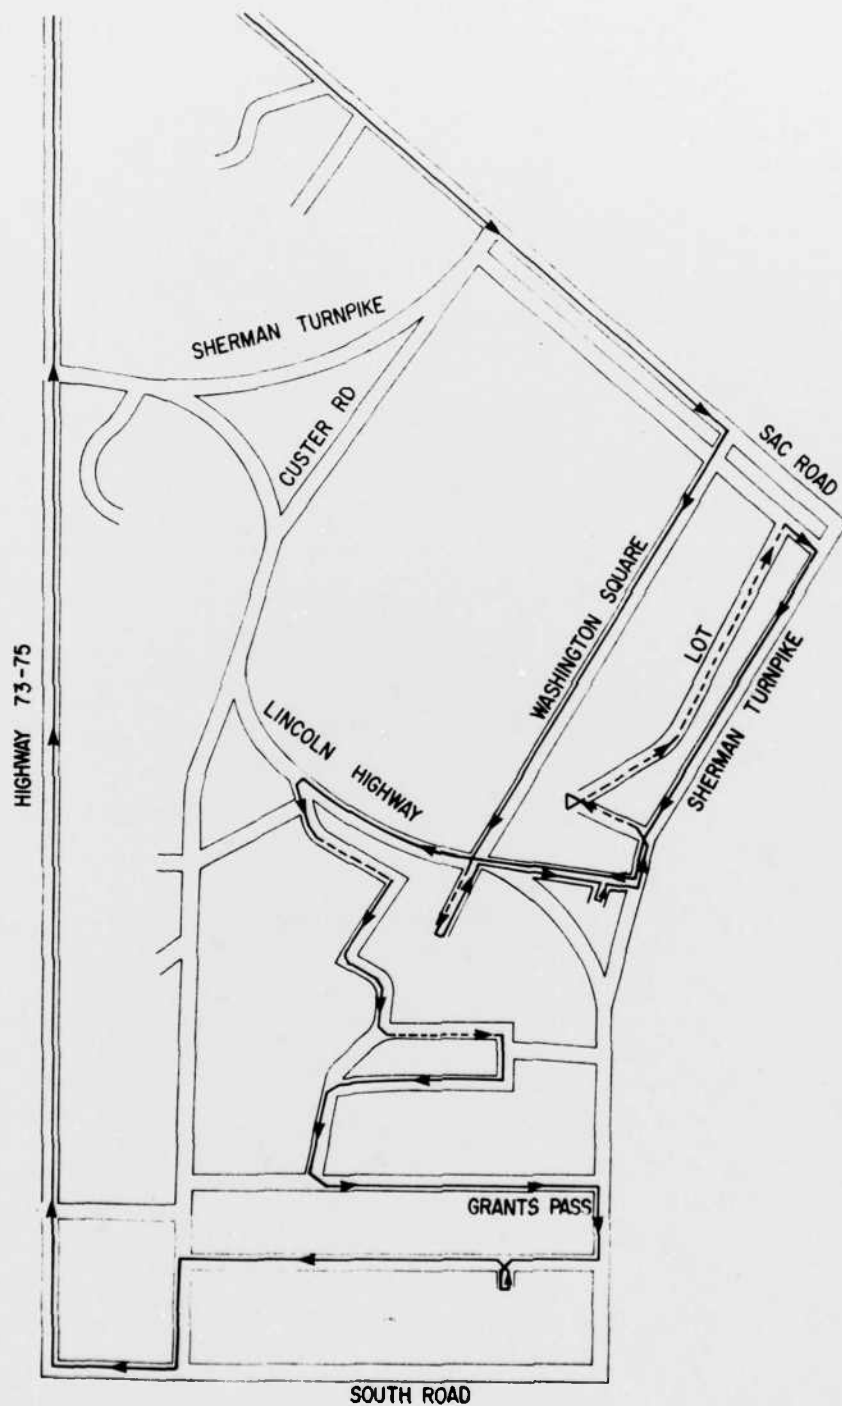 SHERMAN TURNPIKE
CUSTER RD
SAC ROAD
WASHINGTON SQUARE
LOT
SHERMAN TURNPIKE
HIGHWAY 73-75
LINCOLN HIGHWAY
GRANTS PASS
SOUTH ROAD